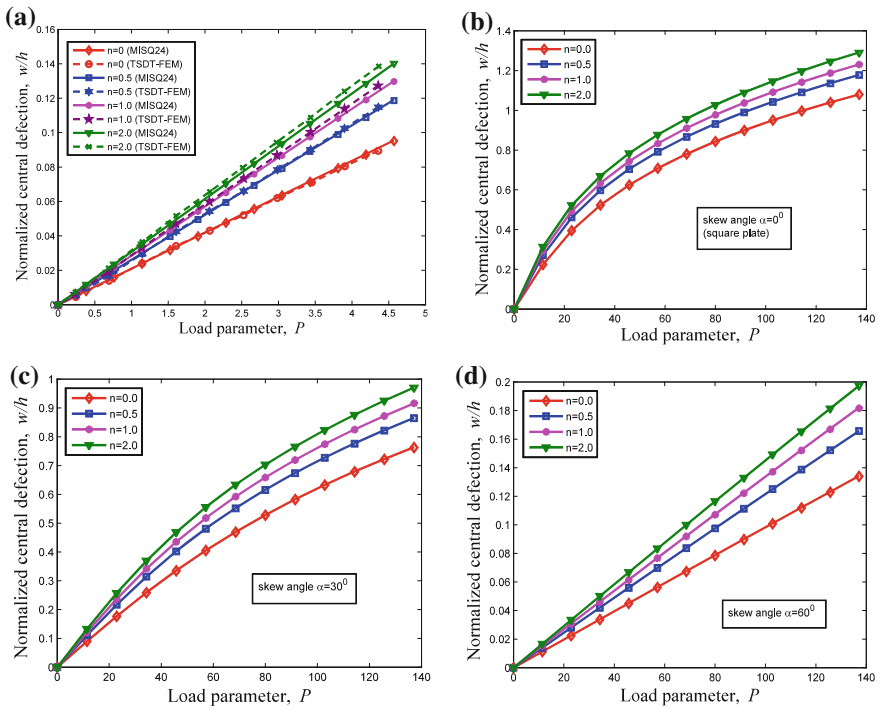 (a)
Normalized central defection, w/h
0.16
0.14
0.12
0.1
0.08
0.06
0.04
0.02
0
n=0 (MISQ24)
n=0 (TSDT-FEM)
n=0.5 (MISQ24)
n=0.5 (TSDT-FEM)
n=1.0 (MISQ24)
n=1.0 (TSDT-FEM)
n=2.0 (MISQ24)
n=2.0 (TSDT-FEM)
0 0.5 1 1.5 2 2.5 3 3.5 4 4.5 5
Load parameter, P
(b)
Normalized central defection, w/h
1.4
1.2
1
0.8
0.6
0.4
0.2
0
n=0.0
n=0.5
n=1.0
n=2.0
skew angle α=0⁰
(square plate)
0 20 40 60 80 100 120 140
Load parameter, P
(c)
Normalized central defection, w/h
1
0.9
0.8
0.7
0.6
0.5
0.4
0.3
0.2
0.1
0
n=0.0
n=0.5
n=1.0
n=2.0
skew angle α=30⁰
0 20 40 60 80 100 120 140
Load parameter, P
(d)
Normalized central defection, w/h
0.2
0.18
0.16
0.14
0.12
0.1
0.08
0.06
0.04
0.02
0
n=0.0
n=0.5
n=1.0
n=2.0
skew angle α=60⁰
0 20 40 60 80 100 120 140
Load parameter, P